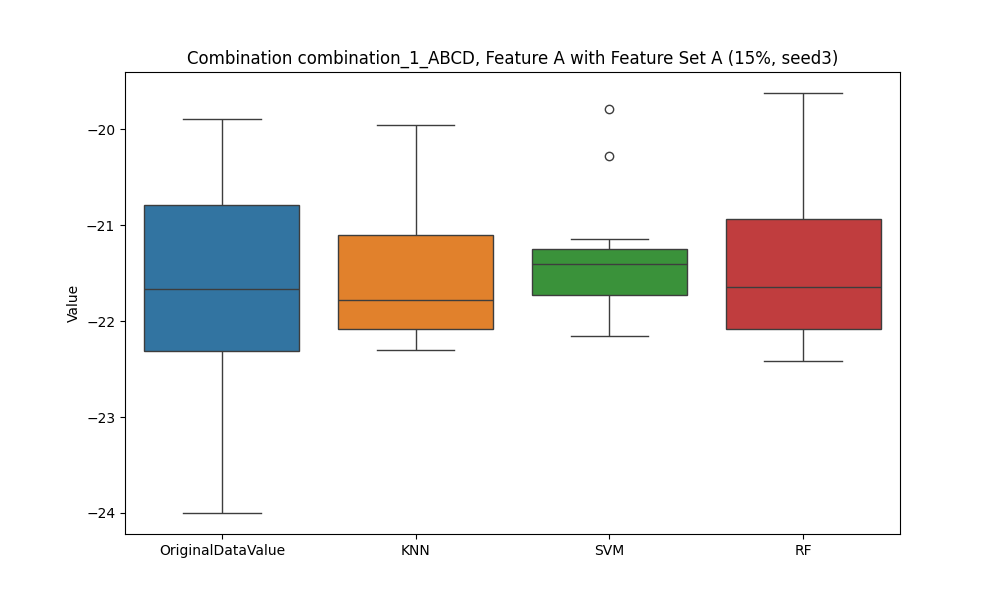 Combination combination_1_ABCD, Feature A with Feature Set A (15%, seed3)
Value
−20
−21
−22
−23
−24
OriginalDataValue
KNN
SVM
RF